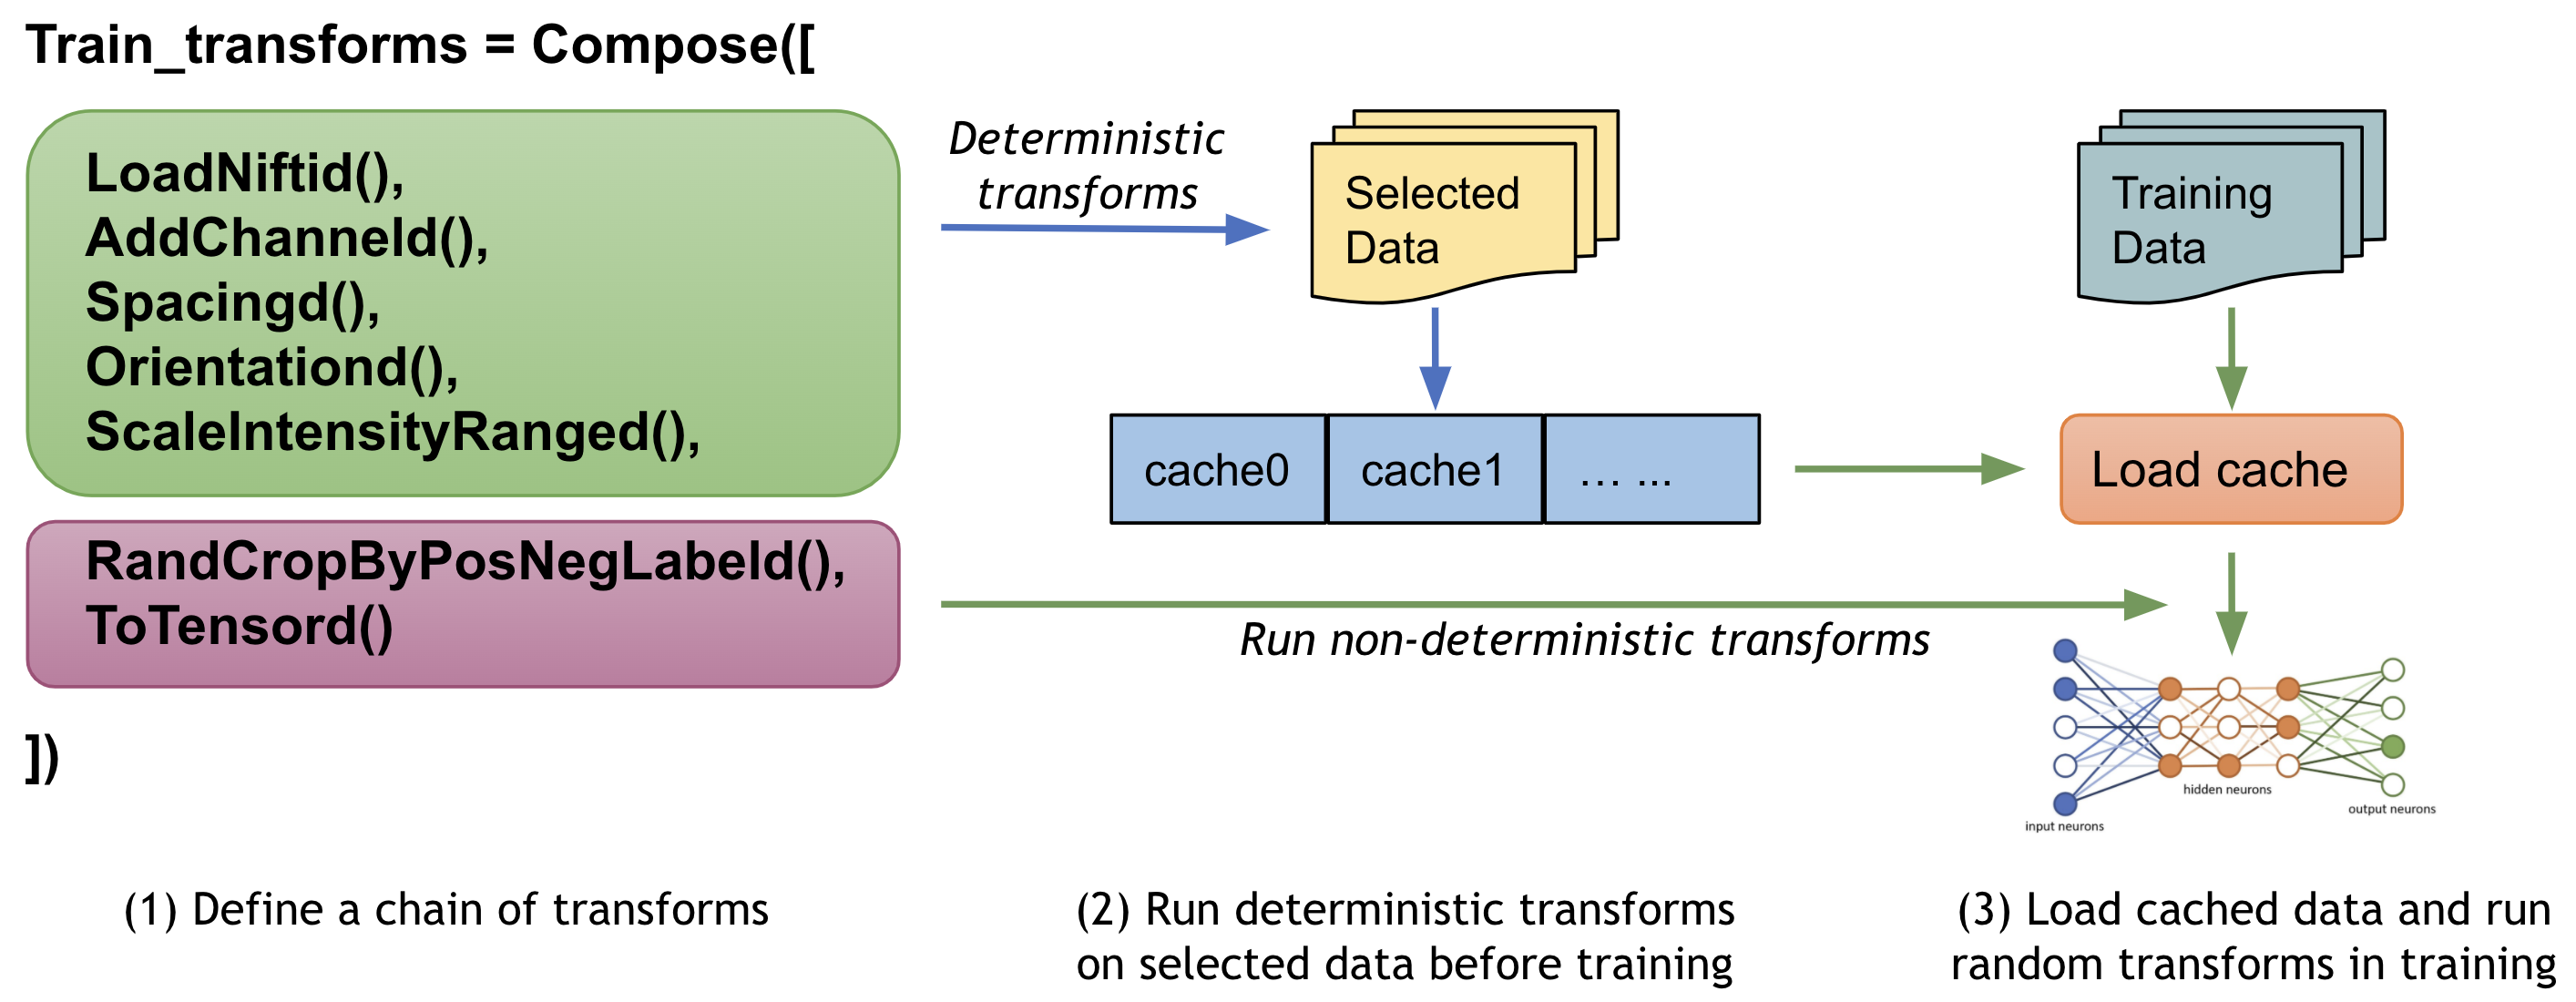 Train_transforms = Compose([
LoadNiftid(),
AddChanneld(),
Spacingd(),
Orientationd(),
ScaleIntensityRanged(),
RandCropByPosNegLabeld(),
ToTensord()
])
Deterministic
transforms
Selected
Data
cache0
cache1
... ...
Training
Data
Load cache
Run non-deterministic transforms
input neurons
hidden neurons
output neurons
(1) Define a chain of transforms
(2) Run deterministic transforms
on selected data before training
(3) Load cached data and run
random transforms in training